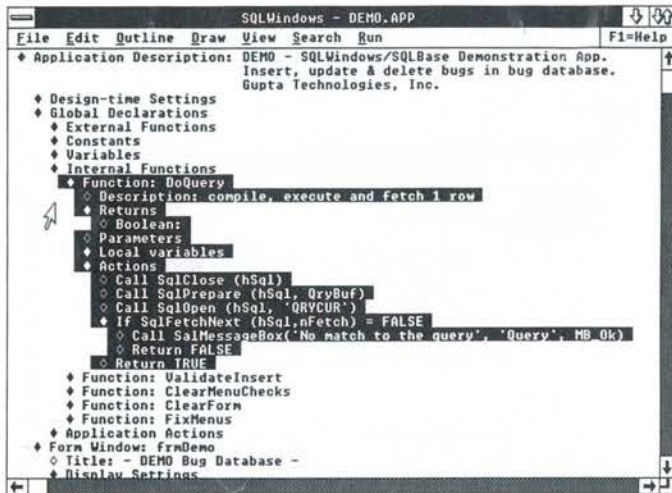 SQLWindows - DEMO.APP
File Edit Outline Draw View Search Run F1=Help
Application Description: DEMO - SQLWindows/SQLBase Demonstration App.
Insert, update & delete bugs in bug database.
Gupta Technologies, Inc.
Design-time Settings
Global Declarations
External Functions
Constants
Variables
Internal Functions
Function: DoQuery
Description: compile, execute and fetch 1 row
Returns
Boolean:
Parameters
Local variables
Actions
Call SqlClose (hSql)
Call SqlPrepare (hSql, QryBuf)
Call SqlOpen (hSql, 'QRYCUR')
If SqlFetchNext (hSql,nFetch) = FALSE
Call SalMessageBox('No match to the query', 'Query', MB_Ok)
Return FALSE
Return TRUE
Function: ValidateInsert
Function: ClearMenuChecks
Function: ClearForm
Function: FixMenus
Application Actions
Form Window: frmDemo
Title: - DEMO Bug Database -
Display Settings